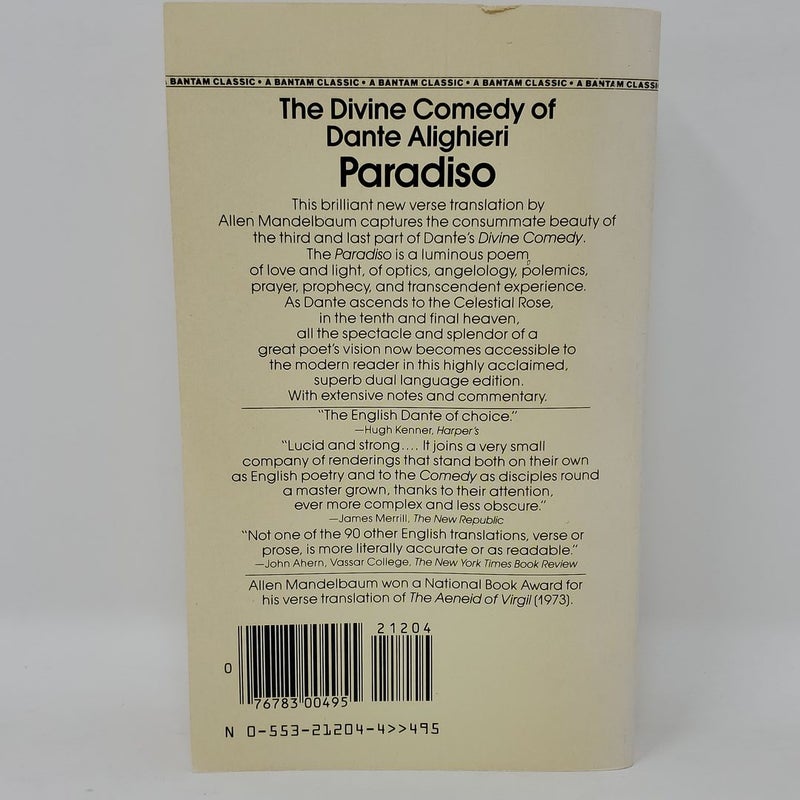 A BANTAM CLASSIC • A BANTAM CLASSIC • A BANTAM CLASSIC • A BANTAM CLASSIC • A BANTAM CLASSI
The Divine Comedy of
Dante Alighieri
Paradiso
This brilliant new verse translation by
Allen Mandelbaum captures the consummate beauty of
the third and last part of Dante's Divine Comedy.
The Paradiso is a luminous poem
of love and light, of optics, angelology, polemics,
prayer, prophecy, and transcendent experience.
As Dante ascends to the Celestial Rose,
in the tenth and final heaven,
all the spectacle and splendor of a
great poet's vision now becomes accessible to
the modern reader in this highly acclaimed,
superb dual language edition.
With extensive notes and commentary.
"The English Dante of choice."
—Hugh Kenner, Harper's
"Lucid and strong.... It joins a very small
company of renderings that stand both on their own
as English poetry and to the Comedy as disciples round
a master grown, thanks to their attention,
ever more complex and less obscure."
—James Merrill, The New Republic
"Not one of the 90 other English translations, verse or
prose, is more literally accurate or as readable."
—John Ahern, Vassar College, The New York Times Book Review
Allen Mandelbaum won a National Book Award for
his verse translation of The Aeneid of Virgil (1973).
21204
0
76783 00495
N 0-553-21204-4>>495